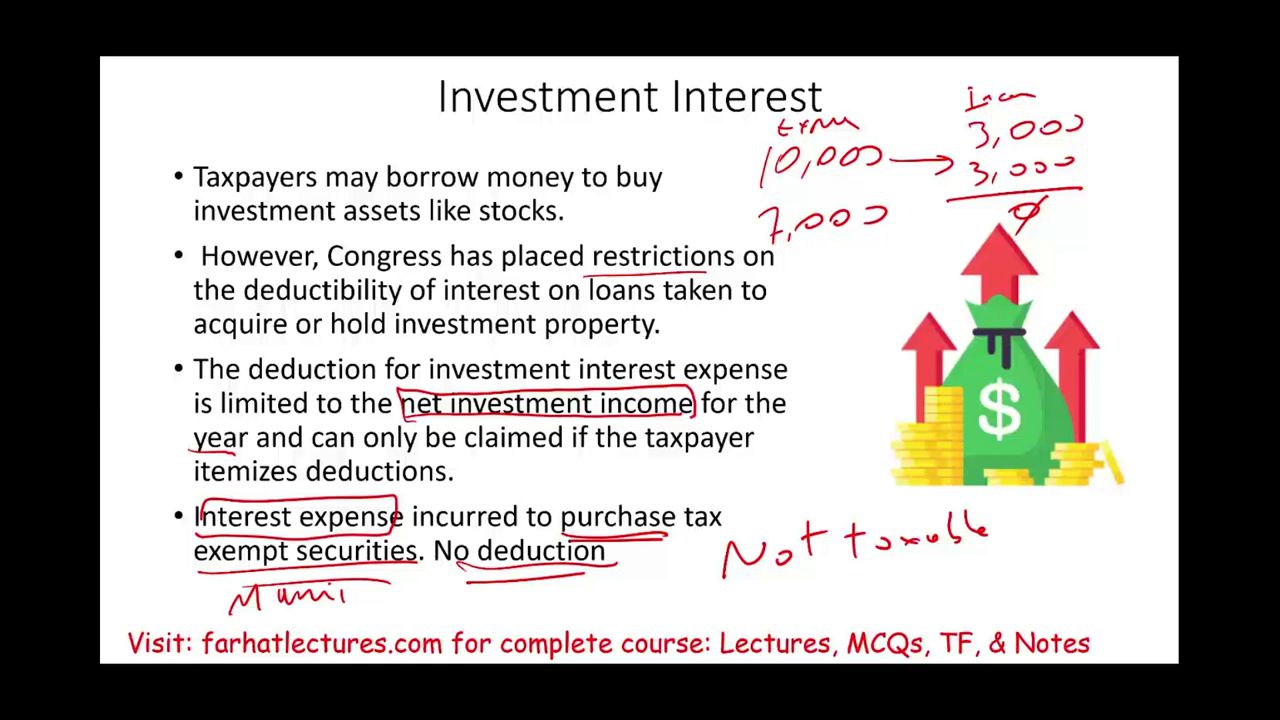 Investment Interest
10,000
3,000
3,000
7,000
• Taxpayers may borrow money to buy
investment assets like stocks.
• However, Congress has placed restrictions on
the deductibility of interest on loans taken to
acquire or hold investment property.
• The deduction for investment interest expense
is limited to the net investment income for the
year and can only be claimed if the taxpayer
itemizes deductions.
• Interest expense incurred to purchase tax
exempt securities. No deduction
Not taxable
Muni
$
Visit: farhatlectures.com for complete course: Lectures, MCQs, TF, & Notes